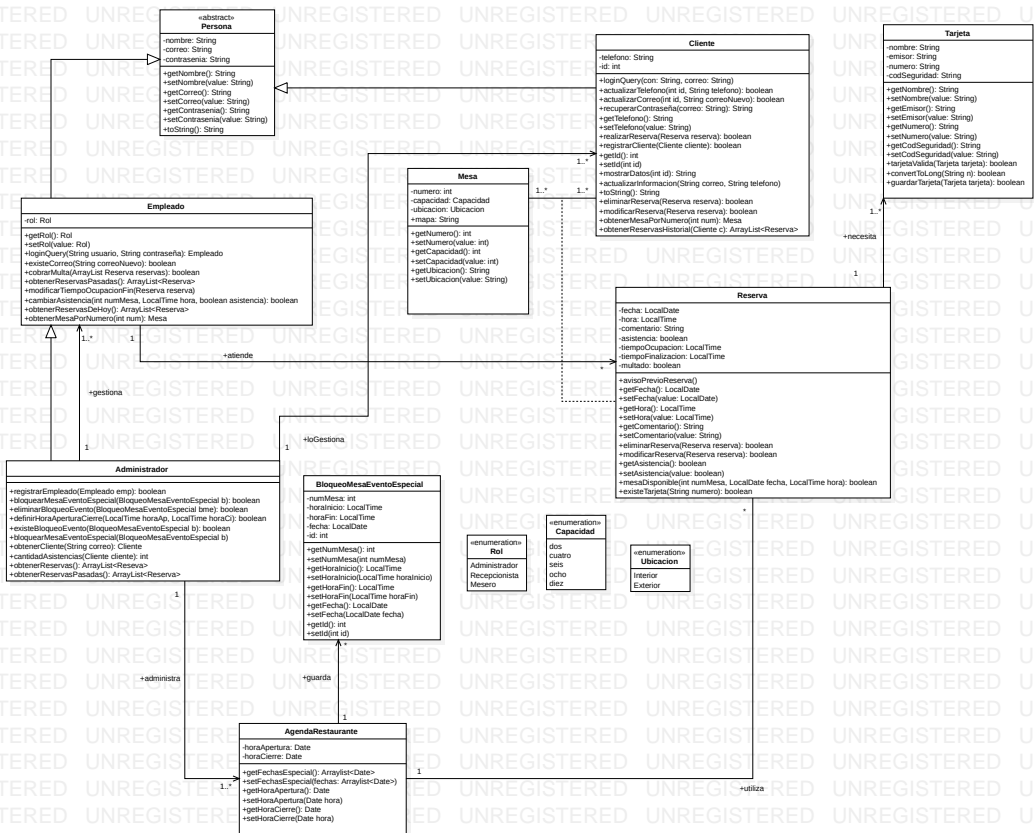 «abstract»
Persona
-nombre: String
-correo: String
-contrasenia: String
+getNombre(): String
+setNombre(value: String)
+getCorreo(): String
+setCorreo(value: String)
+getContrasenia(): String
+setContrasenia(value: String)
+toString(): String
Cliente
-telefono: String
-id: int
+loginQuery(con: String, correo: String)
+actualizarTelefono(int id, String telefono): boolean
+actualizarCorreo(int id, String correoNuevo): boolean
+recuperarContraseña(correo: String): String
+getTelefono(): String
+setTelefono(value: String)
+realizarReserva(Reserva reserva): boolean
+registrarCliente(Cliente cliente): boolean
+getId(): int
+setId(int id)
+mostrarDatos(int id): String
+actualizarInformacion(String correo, String telefono)
+toString(): String
+eliminarReserva(Reserva reserva): boolean
+modificarReserva(Reserva reserva): boolean
+obtenerMesaPorNumero(int num): Mesa
+obtenerReservasHistorial(Cliente c): ArrayList<Reserva>
Tarjeta
-nombre: String
-emisor: String
-numero: String
-codSeguridad: String
+getNombre(): String
+setNombre(value: String)
+getEmisor(): String
+setEmisor(value: String)
+getNumero(): String
+setNumero(value: String)
+getCodSeguridad(): String
+setCodSeguridad(value: String)
+tarjetaValida(Tarjeta tarjeta): boolean
+convertToLong(String n): boolean
+guardarTarjeta(Tarjeta tarjeta): boolean
1..*
+necesita
1
Mesa
-numero: int
-capacidad: Capacidad
-ubicacion: Ubicacion
+mapa: String
+getNumero(): int
+setNumero(value: int)
+getCapacidad(): int
+setCapacidad(value: int)
+getUbicacion(): String
+setUbicacion(value: String)
1..*
1..*
1..*
Empleado
-rol: Rol
+getRol(): Rol
+setRol(value: Rol)
+loginQuery(String usuario, String contraseña): Empleado
+existeCorreo(String correoNuevo): boolean
+cobrarMulta(ArrayList Reserva reservas): boolean
+obtenerReservasPasadas(): ArrayList<Reserva>
+modificarTiempoOcupacionFin(Reserva reserva)
+cambiarAsistencia(int numMesa, LocalTime hora, boolean asistencia): boolean
+obtenerReservasDeHoy(): ArrayList<Reserva>
+obtenerMesaPorNumero(int num): Mesa
1..*
1
+atiende
*
+gestiona
1
1
+loGestiona
Reserva
-fecha: LocalDate
-hora: LocalTime
-comentario: String
-asistencia: boolean
-tiempoOcupacion: LocalTime
-tiempoFinalizacion: LocalTime
-multado: boolean
+avisoPrevioReserva()
+getFecha(): LocalDate
+setFecha(value: LocalDate)
+getHora(): LocalTime
+setHora(value: LocalTime)
+getComentario(): String
+setComentario(value: String)
+eliminarReserva(Reserva reserva): boolean
+modificarReserva(Reserva reserva): boolean
+getAsistencia(): boolean
+setAsistencia(value: boolean)
+mesaDisponible(int numMesa, LocalDate fecha, LocalTime Hora): boolean
+existeTarjeta(String numero): boolean
*
Administrador
+registrarEmpleado(Empleado emp): boolean
+bloquearMesaEventoEspecial(BloqueoMesaEventoEspecial b): boolean
+eliminarBloqueoEvento(BloqueoMesaEventoEspecial bme): boolean
+definirHoraAperturaCierre(LocalTime horaAp, LocalTime horaCi): boolean
+existeBloqueoEvento(BloqueoMesaEventoEspecial b): boolean
+bloquearMesaEventoEspecial(BloqueoMesaEventoEspecial b)
+obtenerCliente(String correo): Cliente
+cantidadAsistencias(Cliente cliente): int
+obtenerReservas(): ArrayList<Reseva>
+obtenerReservasPasadas(): ArrayList<Reserva>
1
+administra
1..*
BloqueoMesaEventoEspecial
-numMesa: int
-horaInicio: LocalTime
-horaFin: LocalTime
-fecha: LocalDate
-id: int
+getNumMesa(): int
+setNumMesa(int numMesa)
+getHoraInicio(): LocalTime
+setHoraInicio(LocalTime horaInicio)
+getHoraFin(): LocalTime
+setHoraFin(LocalTime horaFin)
+getFecha(): LocalDate
+setFecha(LocalDate fecha)
+getId(): int
+setId(int id)
*
+guarda
1
«enumeration»
Rol
Administrador
Recepcionista
Mesero
«enumeration»
Capacidad
dos
cuatro
seis
ocho
diez
«enumeration»
Ubicacion
Interior
Exterior
AgendaRestaurante
-horaApertura: Date
-horaCierre: Date
+getFechasEspecial(): Arraylist<Date>
+setFechasEspecial(fechas: Arraylist<Date>)
+getHoraApertura(): Date
+setHoraApertura(Date hora)
+getHoraCierre(): Date
+setHoraCierre(Date hora)
1
+utiliza
UNREGISTERED